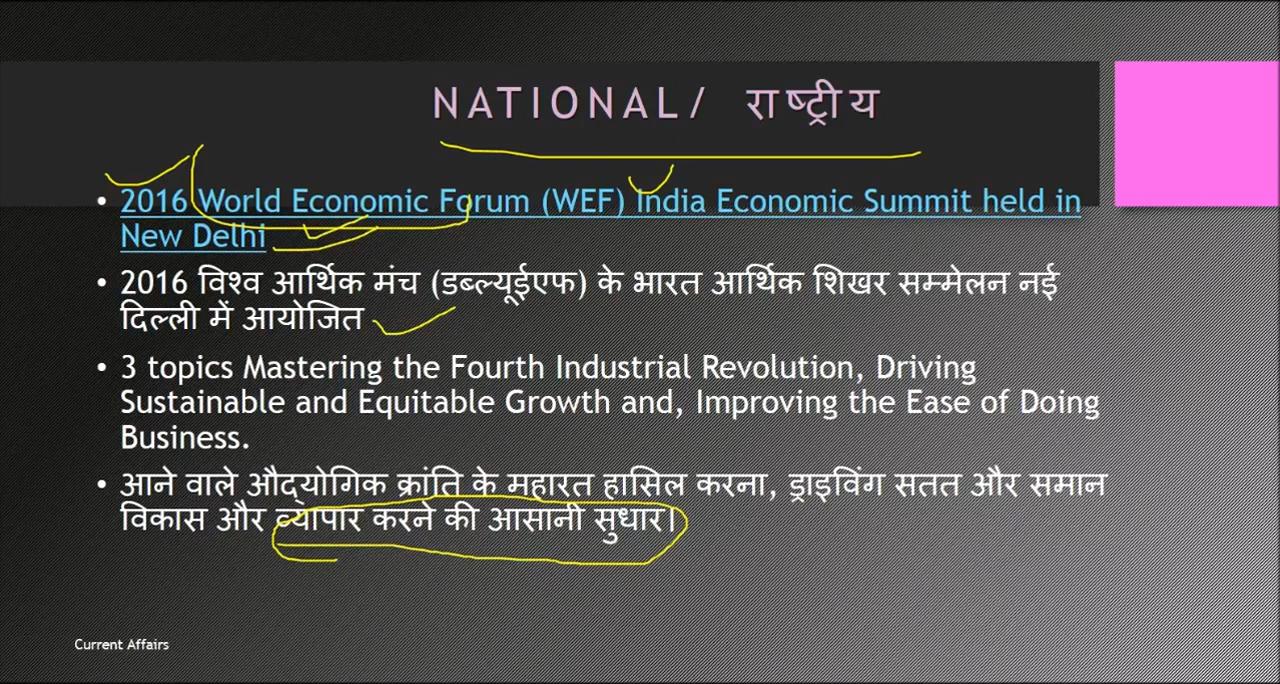 NATIONAL/ राष्ट्रीय
• 2016 World Economic Forum (WEF) India Economic Summit held in
New Delhi
• 2016 विश्व आर्थिक मंच (डब्ल्यूईएफ) के भारत आर्थिक शिखर सम्मेलन नई
दिल्ली में आयोजित
• 3 topics Mastering the Fourth Industrial Revolution, Driving
Sustainable and Equitable Growth and, Improving the Ease of Doing
Business.
• आने वाले औद्योगिक क्रांति के महारत हासिल करना, ड्राइविंग सतत और समान
विकास और व्यापार करने की आसानी सुधार।
Current Affairs